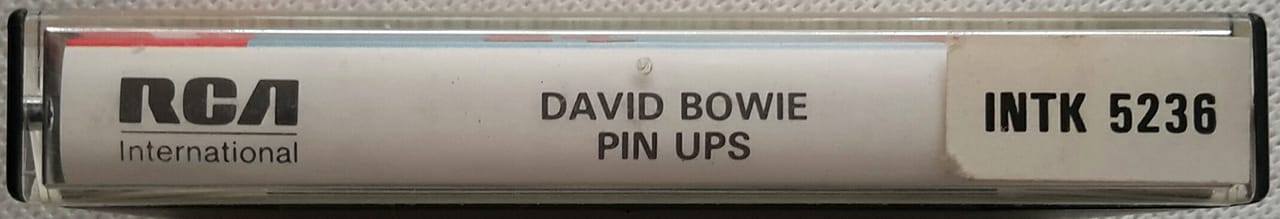 RCA
International
DAVID BOWIE
PIN UPS
INTK 5236